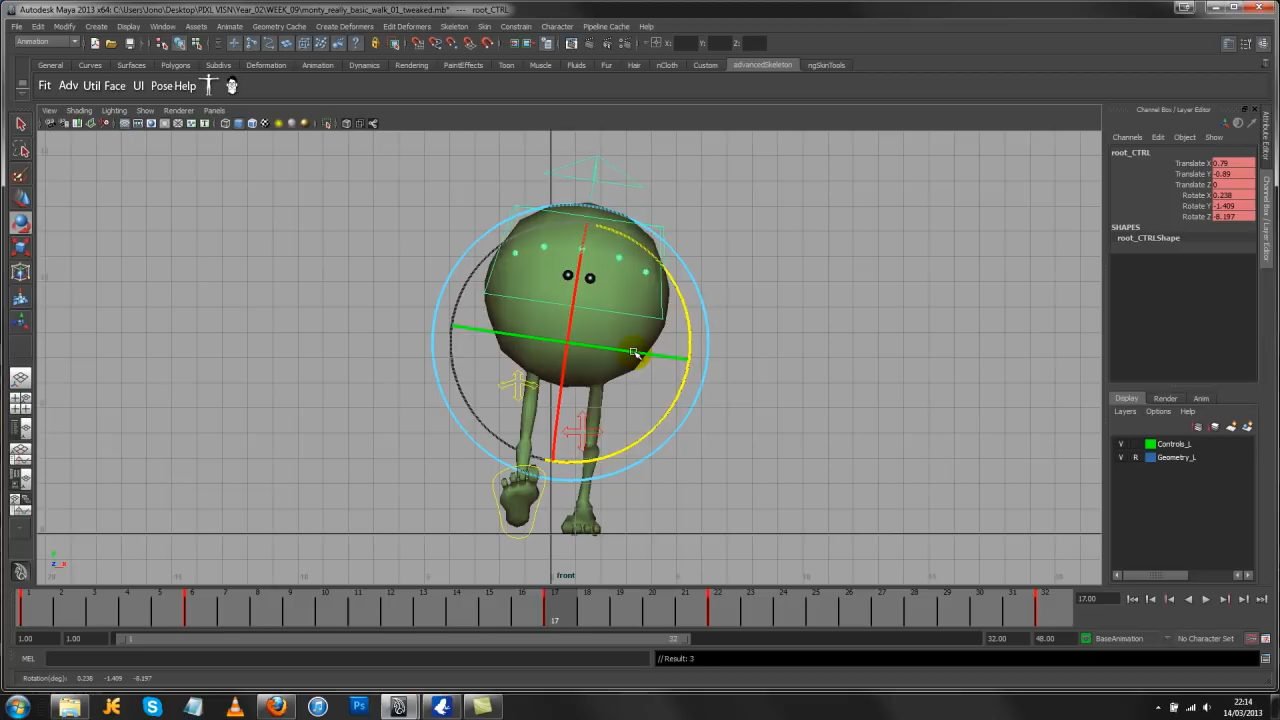 Autodesk Maya 2013 x64: C:\Users\Jono\Desktop\PIXL VISN\Year_02\WEEK_09\monty_really_basic_walk_01_tweaked.mb* --- root_CTRL
File Edit Modify Create Display Window Assets Animate Geometry Cache Create Deformers Edit Deformers Skeleton Skin Constrain Character Pipeline Cache Help
Animation X: Y: Z:
General Curves Surfaces Polygons Subdivs Deformation Animation Dynamics Rendering PaintEffects Toon Muscle Fluids Fur Hair nCloth Custom advancedSkeleton ngSkinTools
Fit Adv Util Face UI Pose Help
View Shading Lighting Show Renderer Panels
Channel Box / Layer Editor
Channels Edit Object Show
root_CTRL
Translate X 0.79
Translate Y -0.89
Translate Z 0
Rotate X 0.238
Rotate Y -1.409
Rotate Z -8.197
SHAPES
root_CTRLShape
Attribute Editor
Channel Box / Layer Editor
Display Render Anim
Layers Options Help
V Controls_L
V R Geometry_L
front
1 2 3 4 5 6 7 8 9 10 11 12 13 14 15 16 17 18 19 20 21 22 23 24 25 26 27 28 29 30 31 32
17
17.00
1.00 1.00 1 32 32.00 48.00 BaseAnimation No Character Set
MEL // Result: 3
Rotation(deg): 0.238 -1.409 -8.197
22:14
14/03/2013